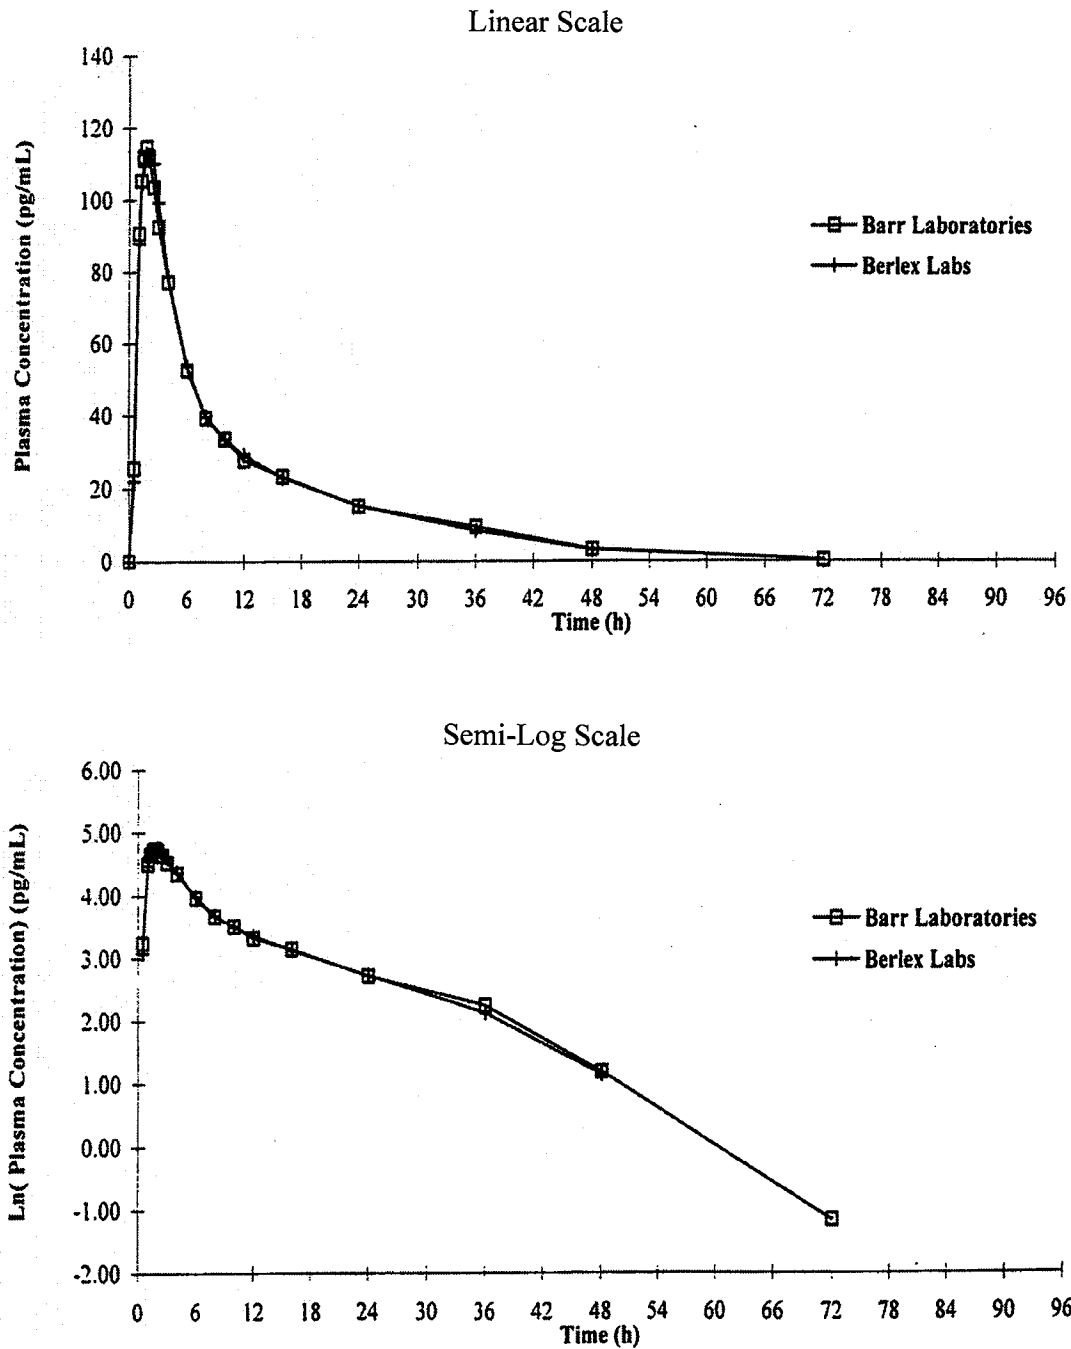 Linear Scale
140
120
100
80
60
40
20
0
Plasma Concentration (pg/mL)
Barr Laboratories
Berlex Labs
0 6 12 18 24 30 36 42 48 54 60 66 72 78 84 90 96
Time (h)
Semi-Log Scale
6.00
5.00
4.00
3.00
2.00
1.00
0.00
-1.00
-2.00
Ln( Plasma Concentration) (pg/mL)
Barr Laboratories
Berlex Labs
0 6 12 18 24 30 36 42 48 54 60 66 72 78 84 90 96
Time (h)